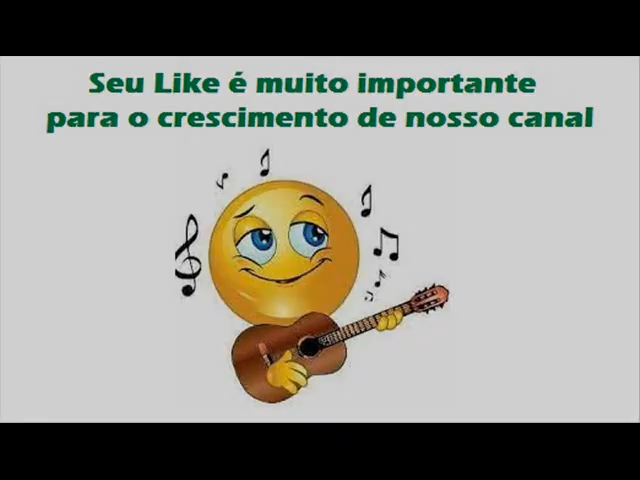 Seu Like é muito importante
para o crescimento de nosso canal